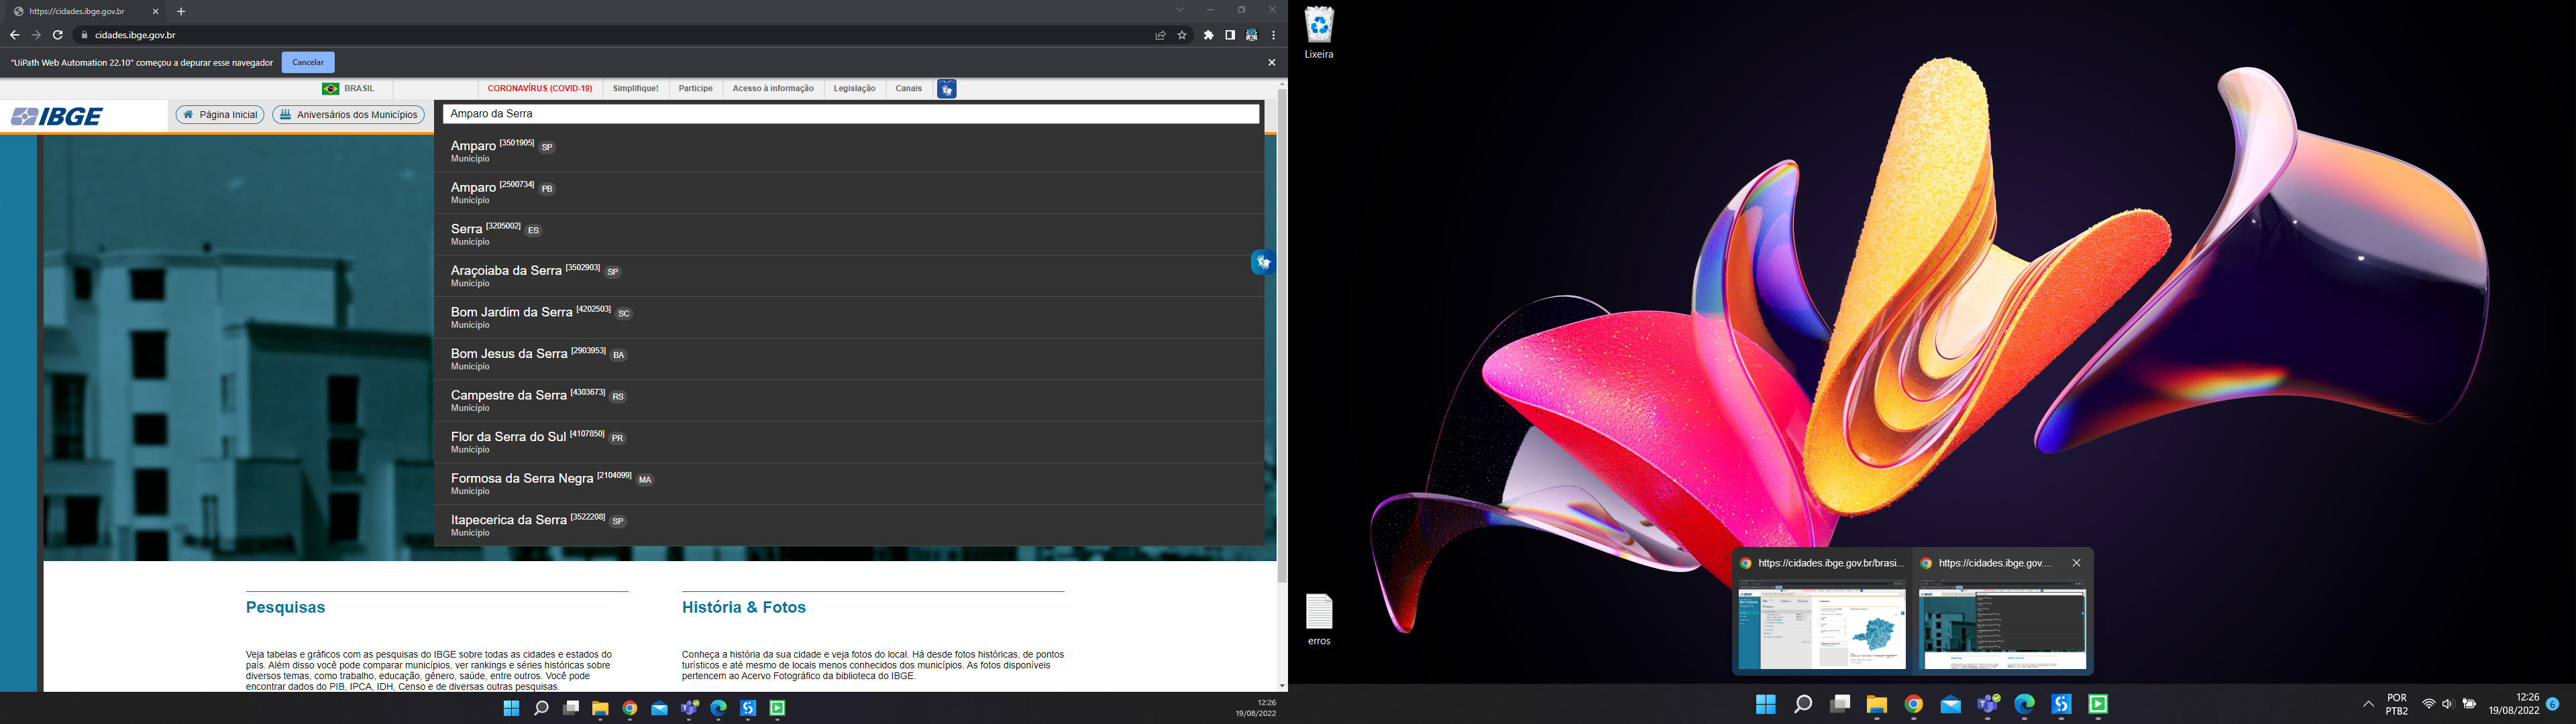 https://cidades.ibge.gov.br
cidades.ibge.gov.br
"UiPath Web Automation 22.10" começou a depurar esse navegador
Cancelar
BRASIL
CORONAVÍRUS (COVID-19)
Simplifique!
Participe
Acesso à informação
Legislação
Canais
IBGE
Página Inicial
Aniversários dos Municípios
Amparo da Serra
Amparo [3501905] SP
Município
Amparo [2500734] PB
Município
Serra [3205002] ES
Município
Araçoiaba da Serra [3502903] SP
Município
Bom Jardim da Serra [4202503] SC
Município
Bom Jesus da Serra [2903953] BA
Município
Campestre da Serra [4303673] RS
Município
Flor da Serra do Sul [4107850] PR
Município
Formosa da Serra Negra [2104099] MA
Município
Itapecerica da Serra [3522208] SP
Município
Pesquisas
Veja tabelas e gráficos com as pesquisas do IBGE sobre todas as cidades e estados do
país. Além disso você pode comparar municípios, ver rankings e séries históricas sobre
diversos temas, como trabalho, educação, gênero, saúde, entre outros. Você pode
encontrar dados do PIB, IPCA, IDH, Censo e de diversas outras pesquisas.
História & Fotos
Conheça a história da sua cidade e veja fotos do local. Há desde fotos históricas, de pontos
turísticos e até mesmo de locais menos conhecidos dos municípios. As fotos disponíveis
pertencem ao Acervo Fotográfico da biblioteca do IBGE.
12:26
19/08/2022
Lixeira
erros
https://cidades.ibge.gov.br/brasi...
https://cidades.ibge.gov....
POR
PTB2
12:26
19/08/2022
6